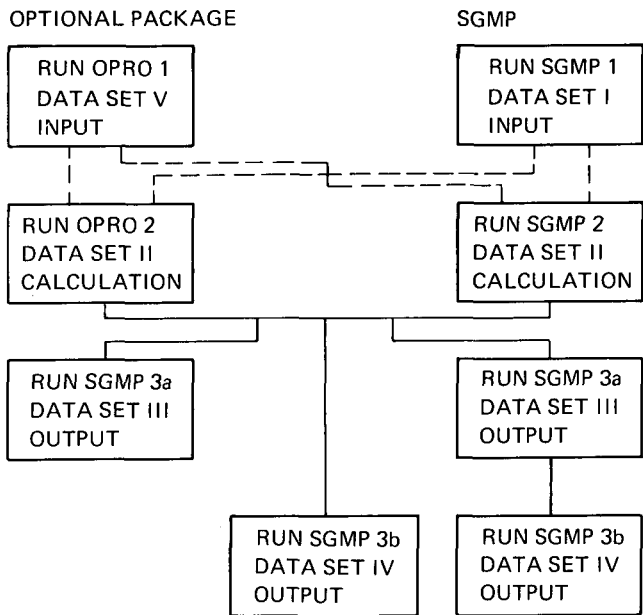 OPTIONAL PACKAGE
SGMP
RUN OPRO 1
DATA SET V
INPUT
RUN SGMP 1
DATA SET I
INPUT
RUN OPRO 2
DATA SET II
CALCULATION
RUN SGMP 2
DATA SET II
CALCULATION
RUN SGMP 3a
DATA SET III
OUTPUT
RUN SGMP 3a
DATA SET III
OUTPUT
RUN SGMP 3b
DATA SET IV
OUTPUT
RUN SGMP 3b
DATA SET IV
OUTPUT